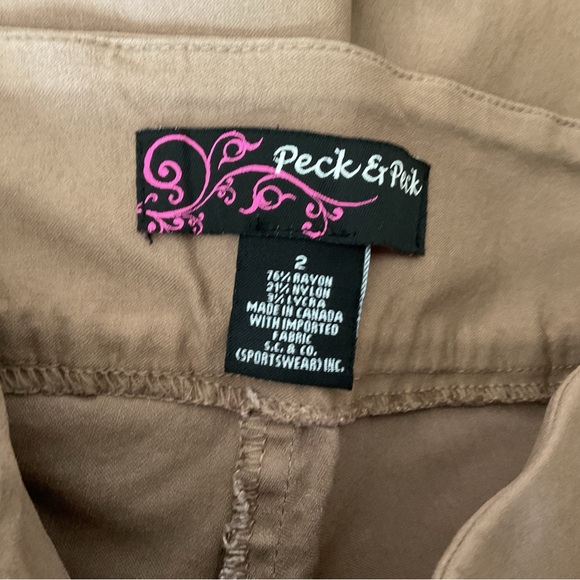 Peck & Peck
2
76% RAYON
21% NYLON
3% LYCRA
MADE IN CANADA
WITH IMPORTED
FABRIC
S.C. & CO.
(SPORTSWEAR) INC.